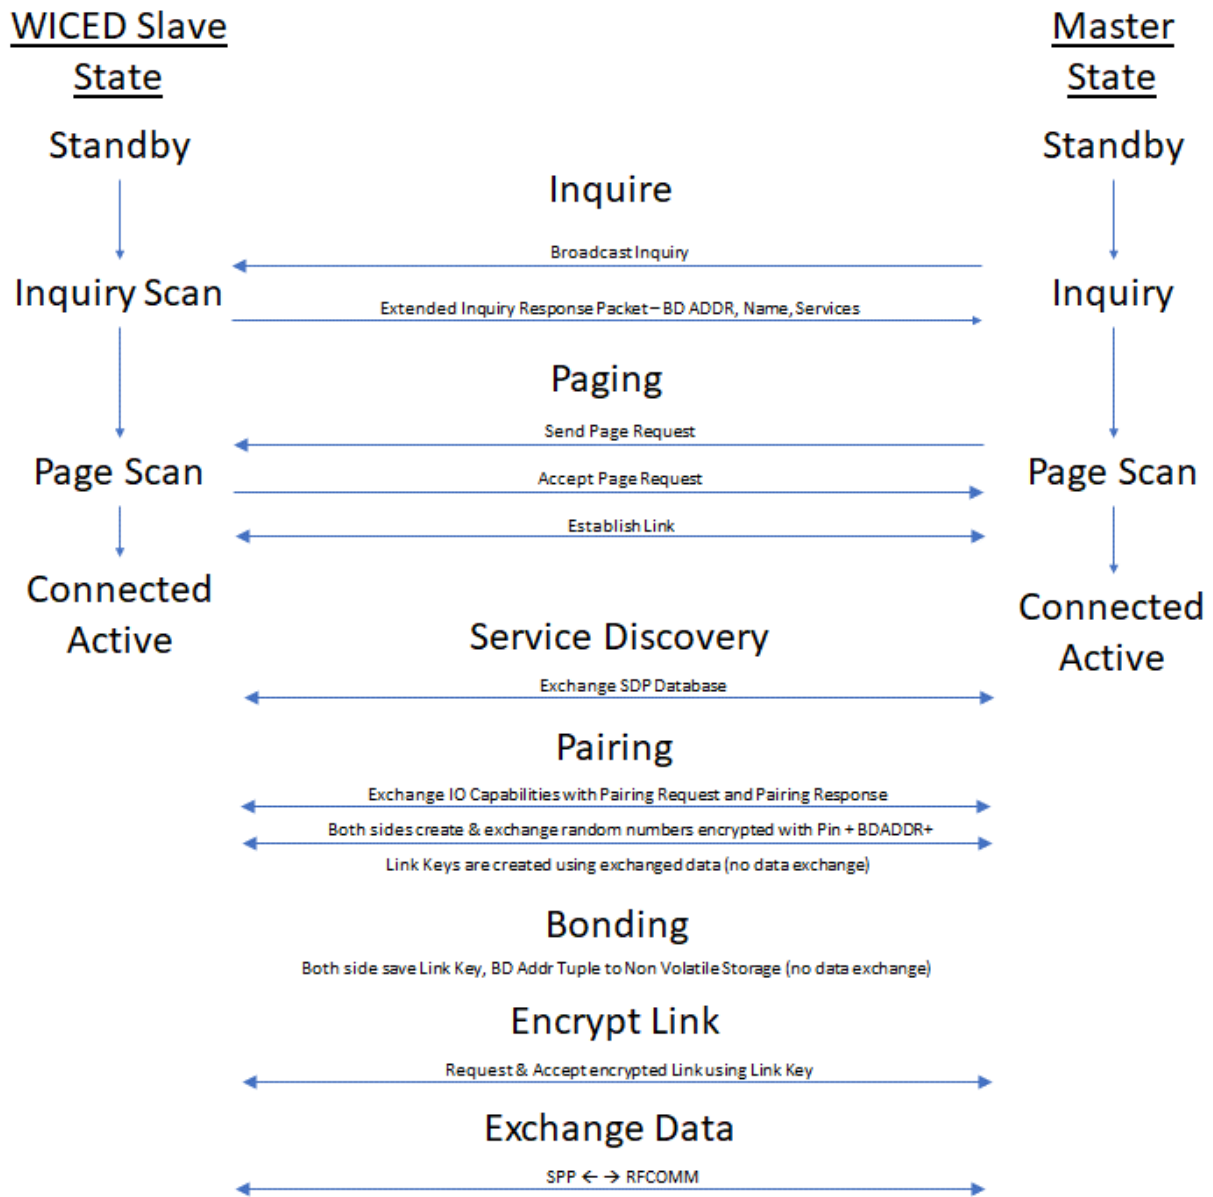 WICED Slave
State
Master
State
Standby
Standby
Inquire
Broadcast Inquiry
Inquiry Scan
Inquiry
Extended Inquiry Response Packet – BD ADDR, Name, Services
Paging
Send Page Request
Page Scan
Page Scan
Accept Page Request
Establish Link
Connected
Active
Connected
Active
Service Discovery
Exchange SDP Database
Pairing
Exchange IO Capabilities with Pairing Request and Pairing Response
Both sides create & exchange random numbers encrypted with Pin + BDADDR+
Link Keys are created using exchanged data (no data exchange)
Bonding
Both side save Link Key, BD Addr Tuple to Non Volatile Storage (no data exchange)
Encrypt Link
Request & Accept encrypted Link using Link Key
Exchange Data
SPP ← → RFCOMM